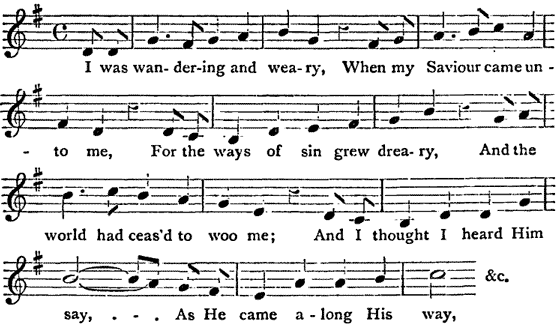 I was wan- der-ing and wea-ry, When my Saviour came un -
- to me, For the ways of sin grew drea-ry, And the
world had ceas'd to woo me; And I thought I heard Him
&c.
say, . - . As He came a-long His way,